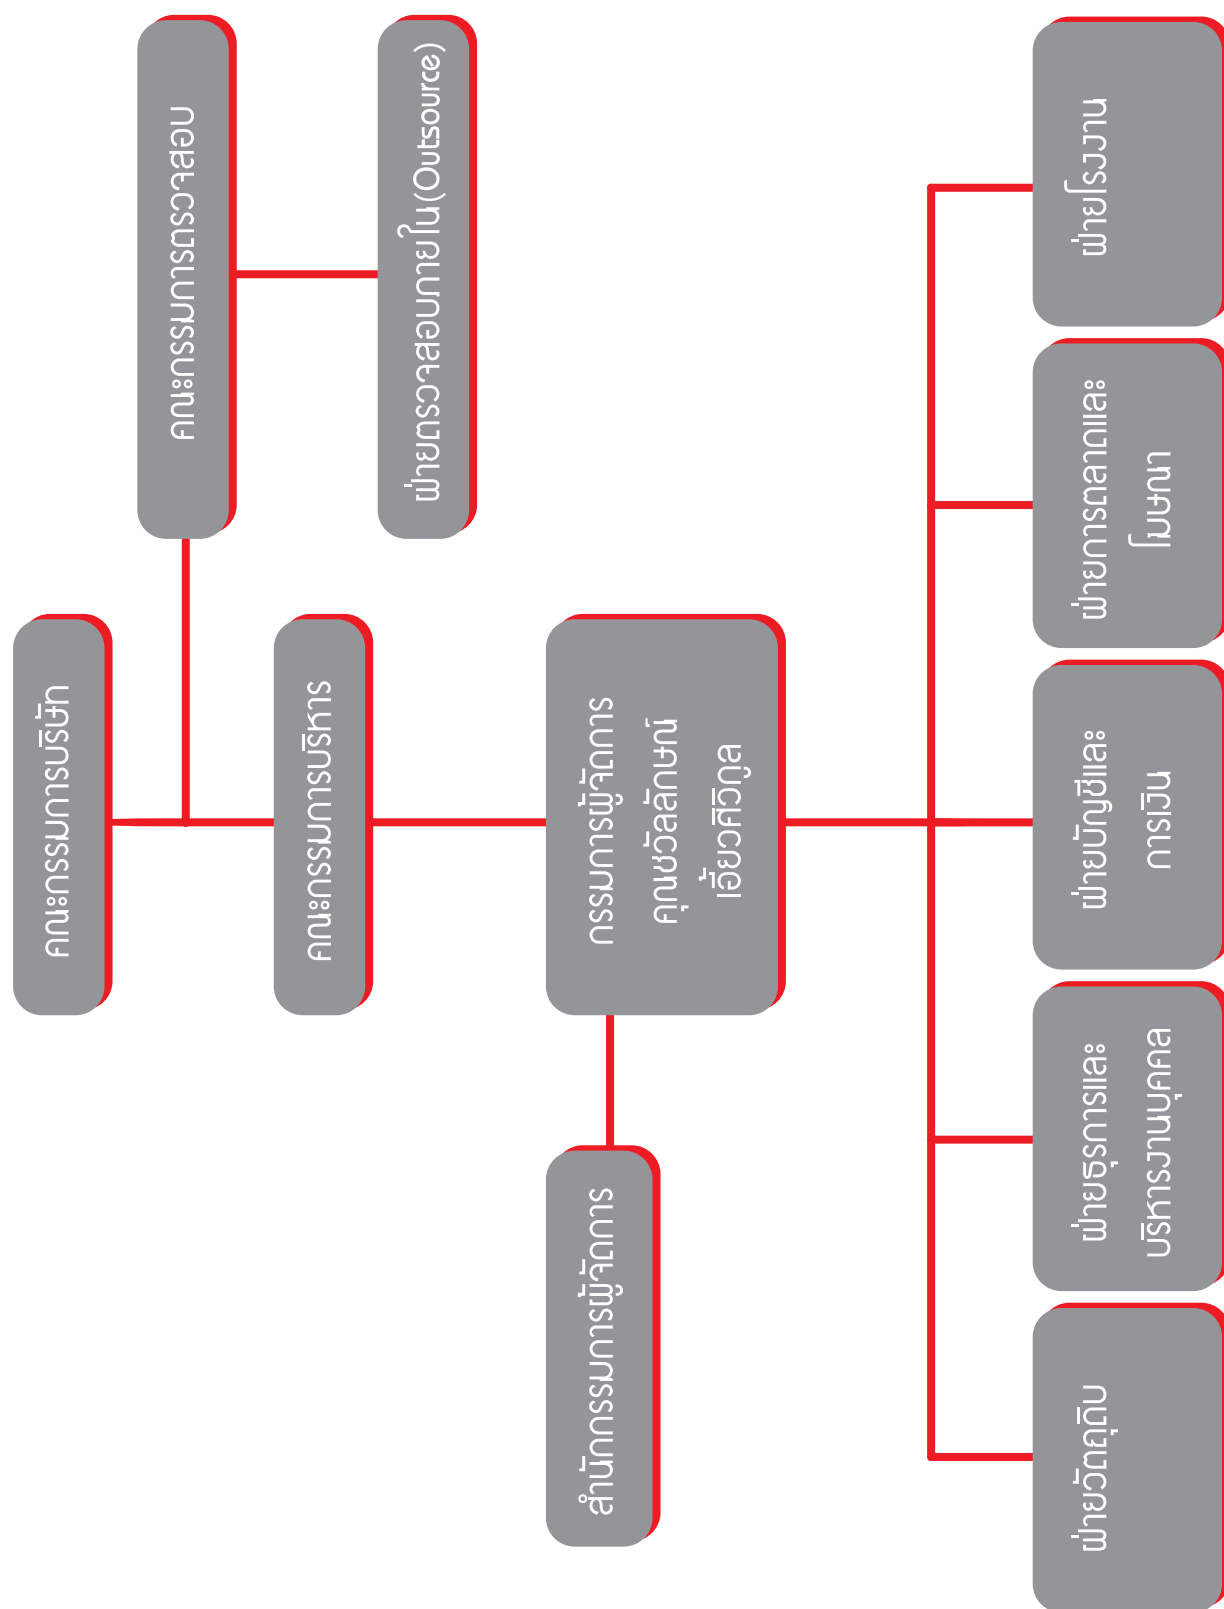 คณะกรรมการบริษัท
คณะกรรมการตรวจสอบ
คณะกรรมการบริหาร
ฝ่ายตรวจสอบภายใน(Outsource)
กรรมการผู้จัดการ
คุณชวัลลักษณ์
เอี้ยวศิวิกูล
สำนักกรรมการผู้จัดการ
ฝ่ายวัตถุดิบ
ฝ่ายธุรการและ
บริหารงานบุคคล
ฝ่ายบัญชีและ
การเงิน
ฝ่ายการตลาดและ
โฆษณา
ฝ่ายโรงงาน